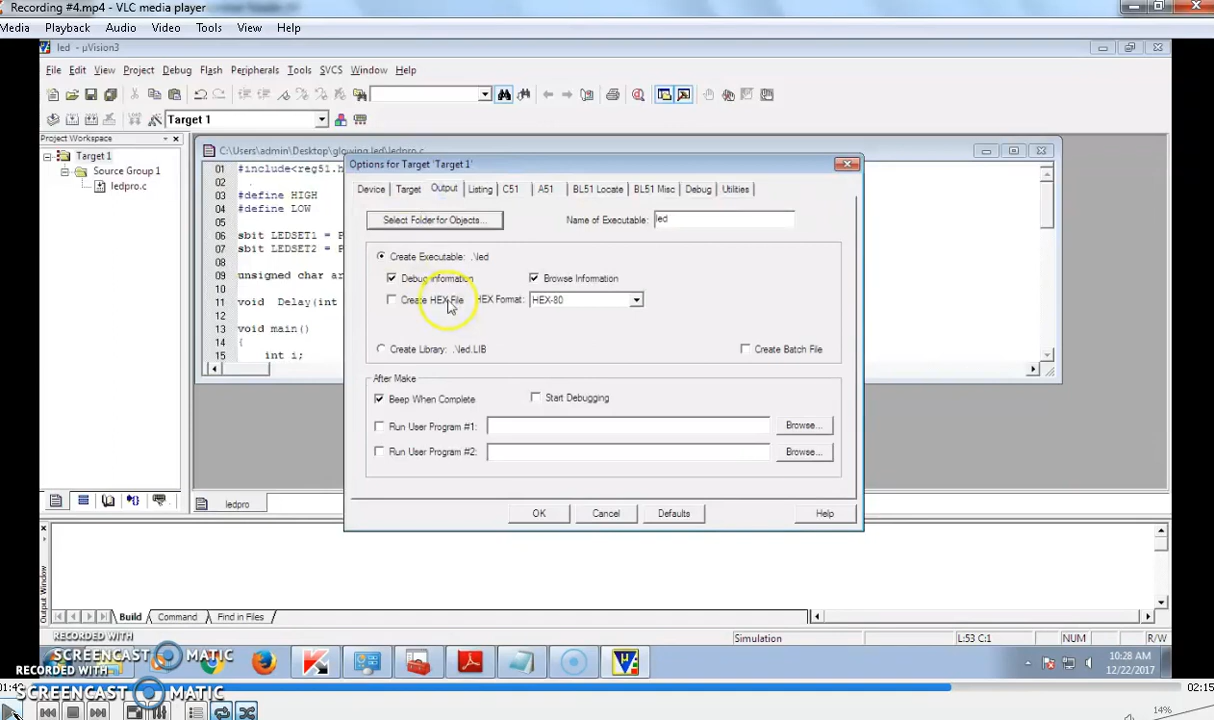 Recording #4.mp4 - VLC media player
Media Playback Audio Video Tools View Help
led - µVision3
File Edit View Project Debug Flash Peripherals Tools SVCS Window Help
Target 1
Project Workspace
Target 1
Source Group 1
ledpro.c
C:\Users\admin\Desktop\glowing led\ledpro.c
01 #include<reg51.h
02
03 #define HIGH
04 #define LOW
05
06 sbit LEDSET1 = P
07 sbit LEDSET2 = P
08
09 unsigned char ar
10
11 void Delay(int
12
13 void main()
14 {
15 int i;
Options for Target 'Target 1'
Device Target Output Listing C51 A51 BL51 Locate BL51 Misc Debug Utilities
Select Folder for Objects... Name of Executable: led
Create Executable: .\led
Debug Information Browse Information
Create HEX File HEX Format: HEX-80
Create Library: .\led.LIB Create Batch File
After Make
Beep When Complete Start Debugging
Run User Program #1: Browse...
Run User Program #2: Browse...
OK Cancel Defaults Help
ledpro
Output Window
Build Command Find in Files
Simulation L:53 C:1 NUM R/W
RECORDED WITH
SCREENCAST MATIC
10:28 AM
12/22/2017
RECORDED WITH
SCREENCAST MATIC
02:15
14%